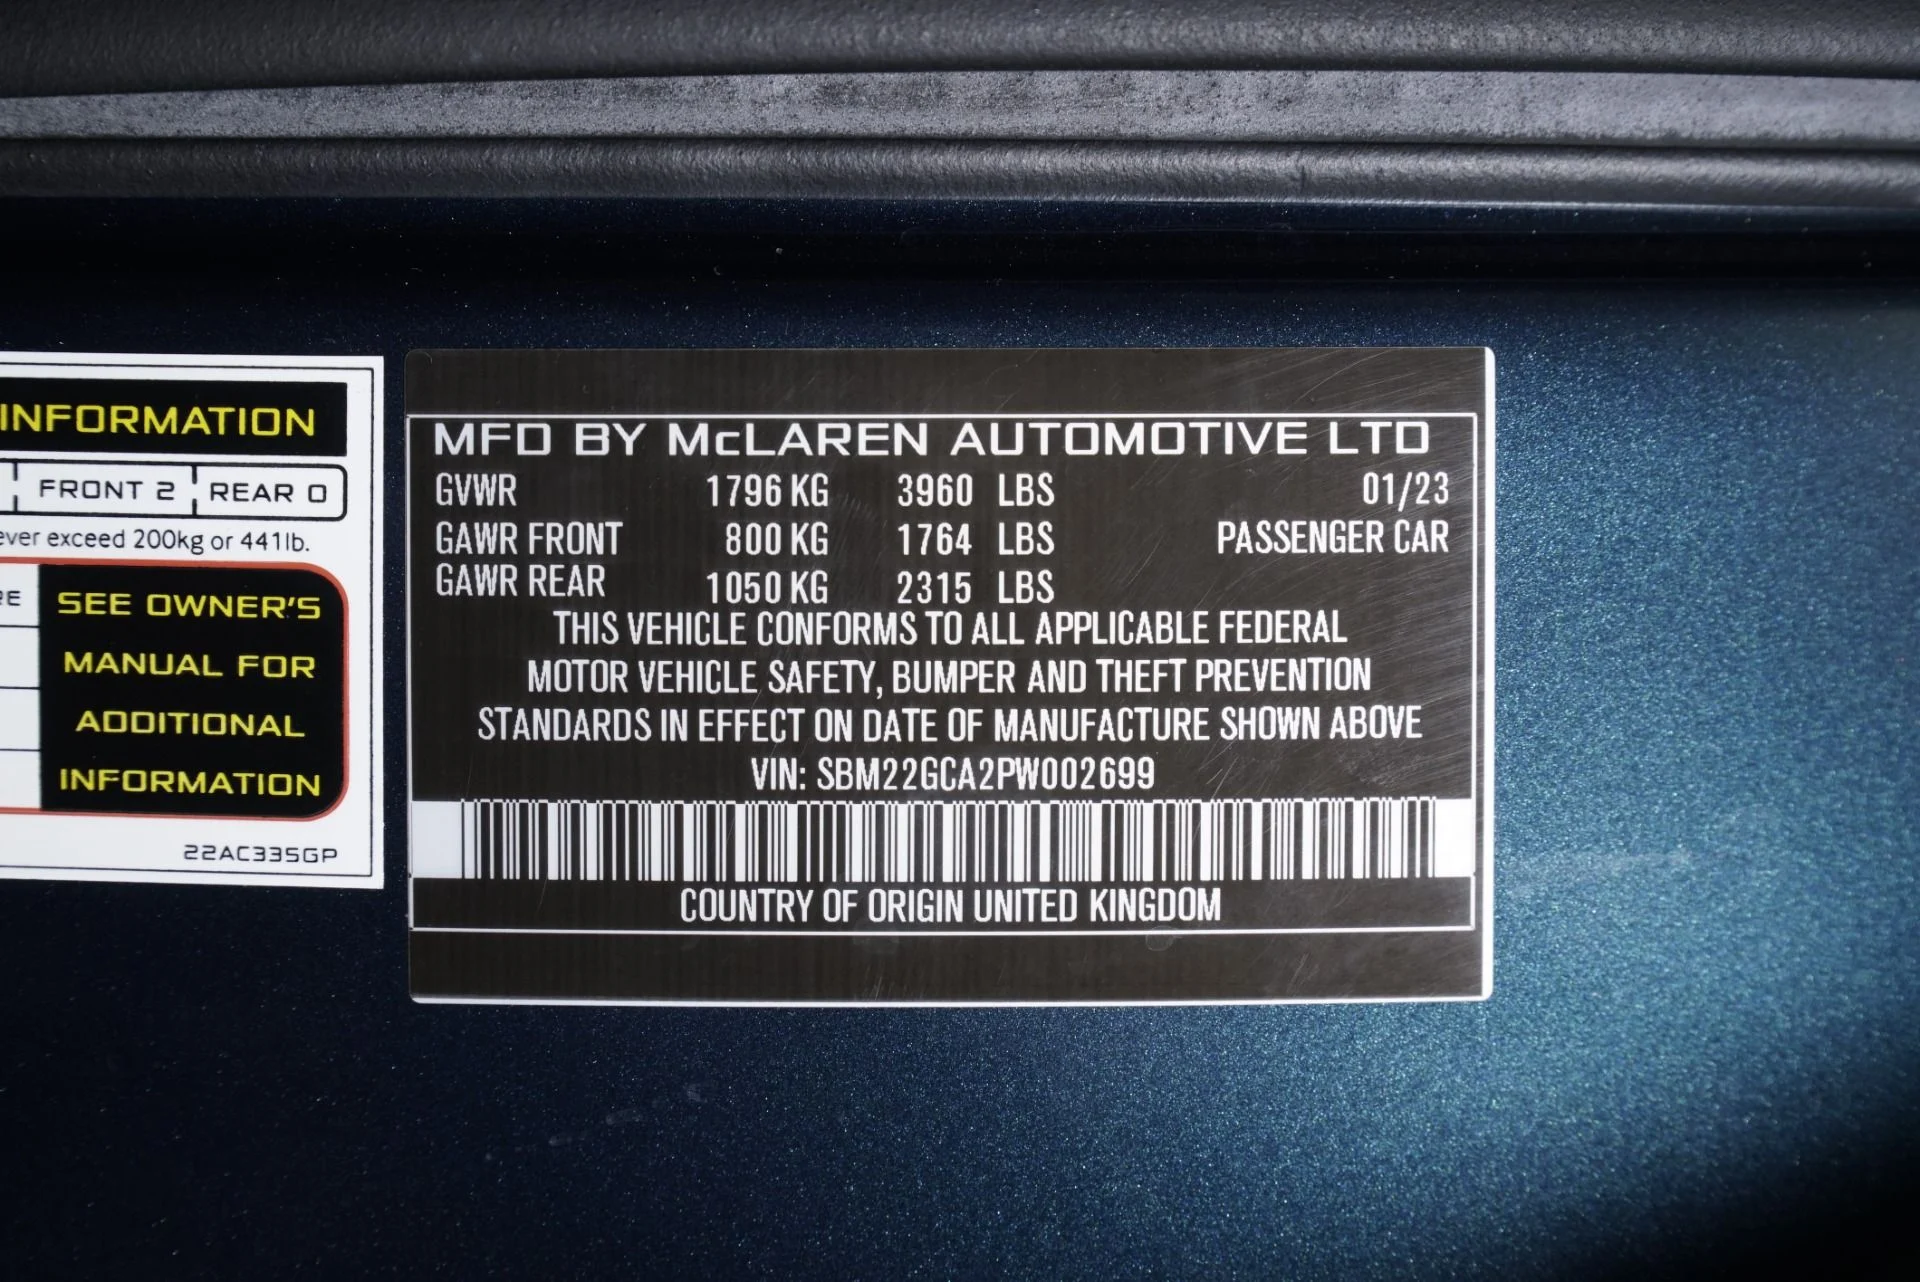 INFORMATION
FRONT 2 REAR 0
ever exceed 200kg or 441lb.
SEE OWNER'S
MANUAL FOR
ADDITIONAL
INFORMATION
22AC335GP
MFD BY McLAREN AUTOMOTIVE LTD
GVWR 1796 KG 3960 LBS 01/23
GAWR FRONT 800 KG 1764 LBS PASSENGER CAR
GAWR REAR 1050 KG 2315 LBS
THIS VEHICLE CONFORMS TO ALL APPLICABLE FEDERAL
MOTOR VEHICLE SAFETY, BUMPER AND THEFT PREVENTION
STANDARDS IN EFFECT ON DATE OF MANUFACTURE SHOWN ABOVE
VIN: SBM22GCA2PW002699
COUNTRY OF ORIGIN UNITED KINGDOM